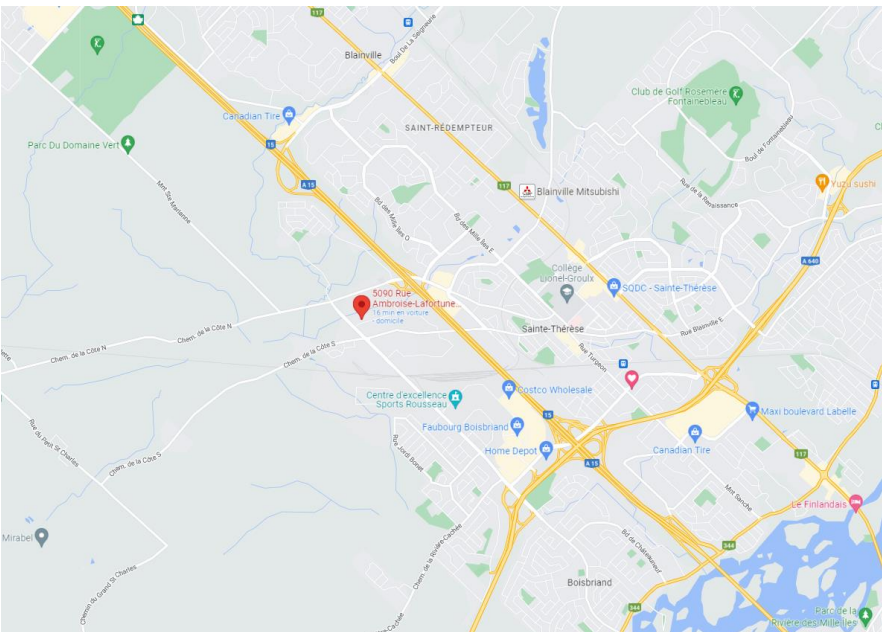 117
Blainville
Boul De La Seigneurie
Club de Golf Rosemère
Fontainebleau
Canadian Tire
SAINT-RÉDEMPTEUR
Boul de Fontainebleau
Parc Du Domaine Vert
15
A 15
117
Blainville Mitsubishi
Yuzu sushi
Mnt Ste Marianne
Rue de la Renaissance
Bd des Mille Îles O
Bd des Mille Îles E
A 640
Collège
Lionel-Groulx
SQDC - Sainte-Thérèse
5090 Rue
Ambroise-Lafortune...
16 min en voiture
- domicile
Chem. de la Côte N
Sainte-Thérèse
Rue Blainville E
Chem. de la Côte S
Rue Turgeon
Centre d'excellence
Sports Rousseau
Costco Wholesale
15
Maxi boulevard Labelle
Faubourg Boisbriand
Rue du Petit St Charles
Rue Jordi Bonet
Home Depot
A 15
Canadian Tire
117
Chem. de la Côte S
Mnt Sanche
Le Finlandais
Mirabel
Chem. de la Rivière-Cachée
Bd de Châteauneuf
344
Boisbriand
Chemin du Grand St Charles
344
Parc de la
Rivière des Mille Îles